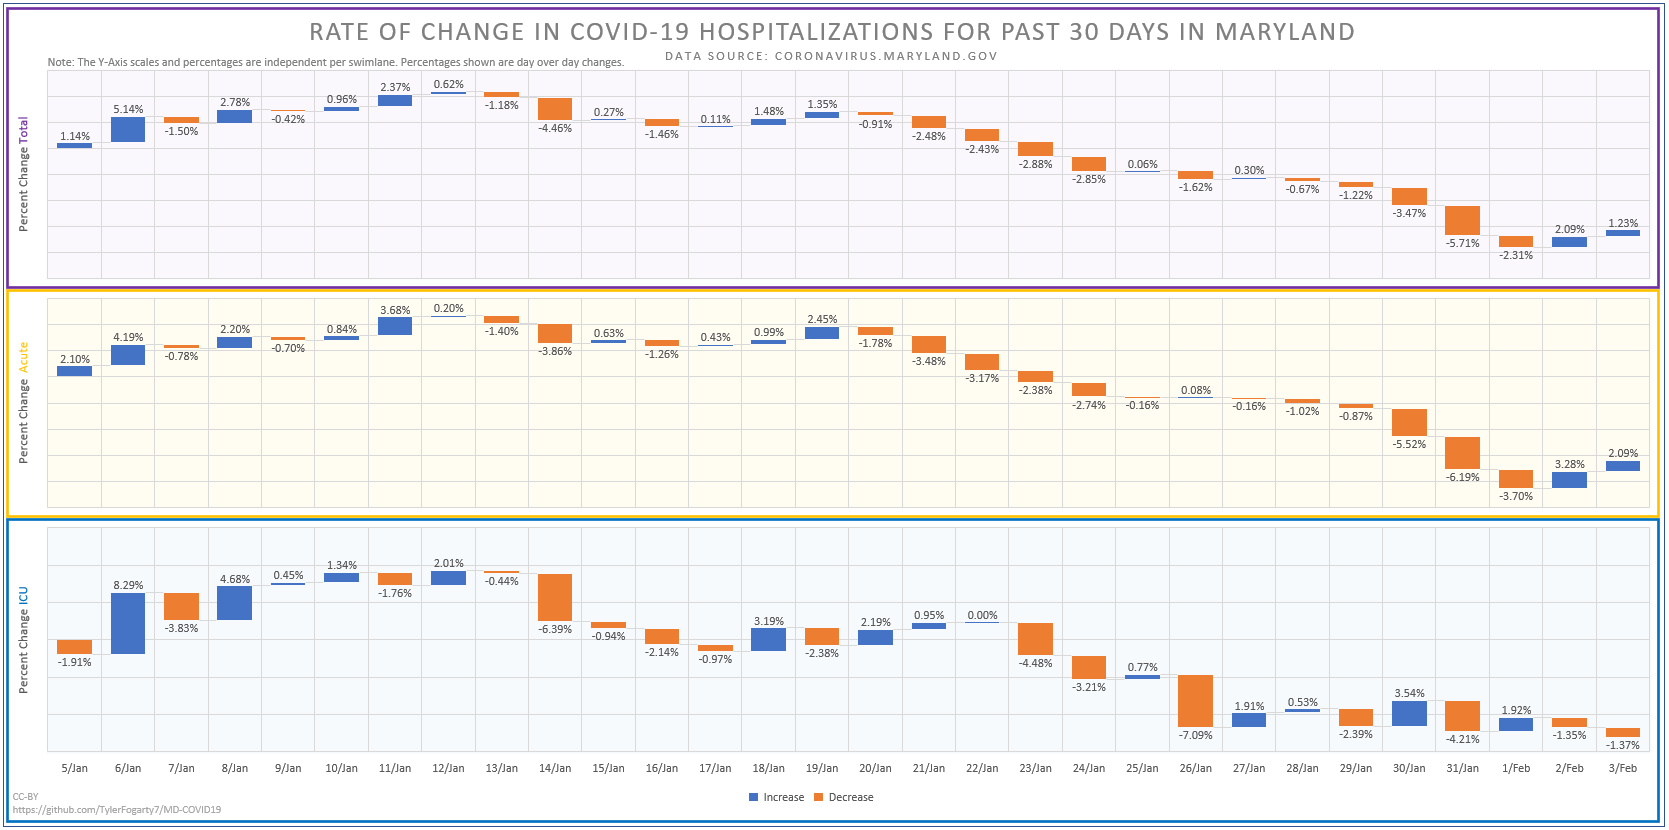 RATE OF CHANGE IN COVID-19 HOSPITALIZATIONS FOR PAST 30 DAYS IN MARYLAND
DATA SOURCE: CORONAVIRUS.MARYLAND.GOV
Note: The Y-Axis scales and percentages are independent per swimlane. Percentages shown are day over day changes.
Percent Change Total
1.14% 5.14% -1.50% 2.78% -0.42% 0.96% 2.37% 0.62% -1.18% -4.46% 0.27% -1.46% 0.11% 1.48% 1.35% -0.91% -2.48% -2.43% -2.88% -2.85% 0.06% -1.62% 0.30% -0.67% -1.22% -3.47% -5.71% -2.31% 2.09% 1.23%
Percent Change Acute
2.10% 4.19% -0.78% 2.20% -0.70% 0.84% 3.68% 0.20% -1.40% -3.86% 0.63% -1.26% 0.43% 0.99% 2.45% -1.78% -3.48% -3.17% -2.38% -2.74% -0.16% 0.08% -0.16% -1.02% -0.87% -5.52% -6.19% -3.70% 3.28% 2.09%
Percent Change ICU
-1.91% 8.29% -3.83% 4.68% 0.45% 1.34% -1.76% 2.01% -0.44% -6.39% -0.94% -2.14% -0.97% 3.19% -2.38% 2.19% 0.95% 0.00% -4.48% -3.21% 0.77% -7.09% 1.91% 0.53% -2.39% 3.54% -4.21% 1.92% -1.35% -1.37%
5/Jan 6/Jan 7/Jan 8/Jan 9/Jan 10/Jan 11/Jan 12/Jan 13/Jan 14/Jan 15/Jan 16/Jan 17/Jan 18/Jan 19/Jan 20/Jan 21/Jan 22/Jan 23/Jan 24/Jan 25/Jan 26/Jan 27/Jan 28/Jan 29/Jan 30/Jan 31/Jan 1/Feb 2/Feb 3/Feb
Increase Decrease
CC-BY
https://github.com/TylerFogarty7/MD-COVID19